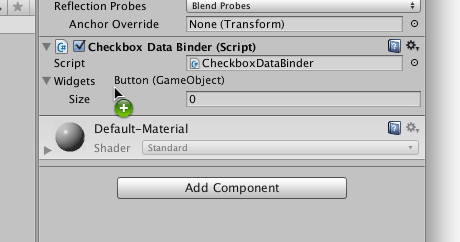 Reflection Probes Blend Probes
Anchor Override None (Transform)
Checkbox Data Binder (Script)
Script CheckboxDataBinder
Widgets Button (GameObject)
Size 0
Default-Material
Shader Standard
Add Component